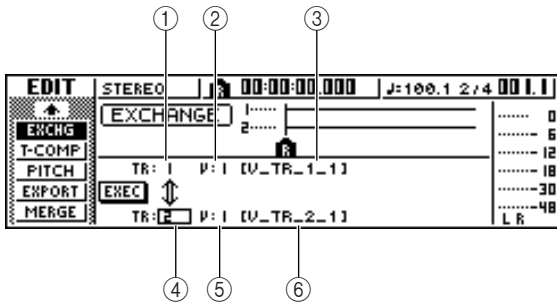 ① ② ③
EDIT STEREO R 00:00:00.000 ♩=100.1 2/4 001.1
EXCHG EXCHANGE 1 0
2 6
T-COMP R 12
PITCH TR: 1 V: 1 [V_TR_1_1] 18
EXPORT EXEC 30
MERGE TR: 2 V: 1 [V_TR_2_1] 48
L R
④ ⑤ ⑥